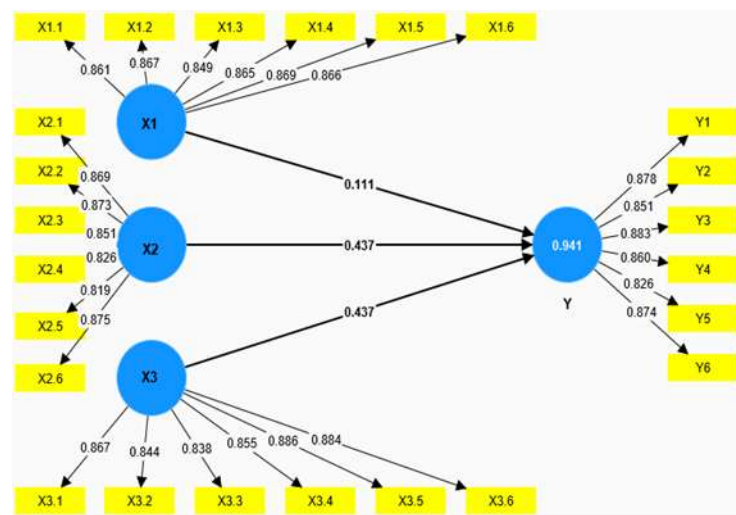 X1.1 X1.2 X1.3 X1.4 X1.5 X1.6
0.861 0.867 0.849 0.865 0.869 0.866
X1
X2.1
X2.2
X2.3
X2.4
X2.5
X2.6
0.869
0.873
0.851
0.826
0.819
0.875
X2
0.111
0.437
0.437
0.941
Y
Y1
Y2
Y3
Y4
Y5
Y6
0.878
0.851
0.883
0.860
0.826
0.874
X3
0.867 0.844 0.838 0.855 0.886 0.884
X3.1 X3.2 X3.3 X3.4 X3.5 X3.6